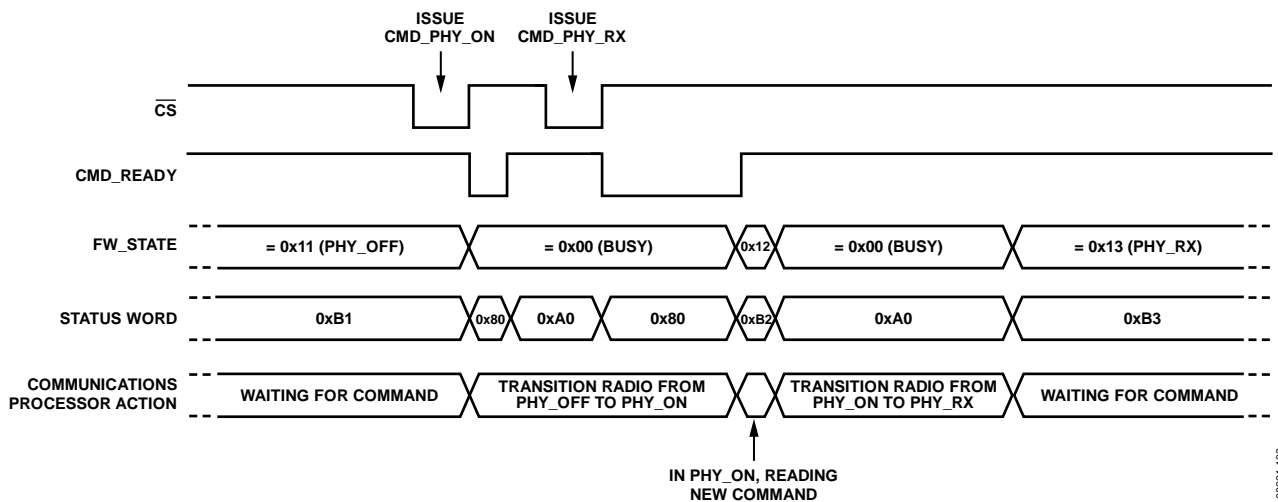 ISSUE
CMD_PHY_ON
ISSUE
CMD_PHY_RX
CS
CMD_READY
FW_STATE
= 0x11 (PHY_OFF)
= 0x00 (BUSY)
0x12
= 0x00 (BUSY)
= 0x13 (PHY_RX)
STATUS WORD
0xB1
0x80
0xA0
0x80
0xB2
0xA0
0xB3
COMMUNICATIONS
PROCESSOR ACTION
WAITING FOR COMMAND
TRANSITION RADIO FROM
PHY_OFF TO PHY_ON
TRANSITION RADIO FROM
PHY_ON TO PHY_RX
WAITING FOR COMMAND
IN PHY_ON, READING
NEW COMMAND